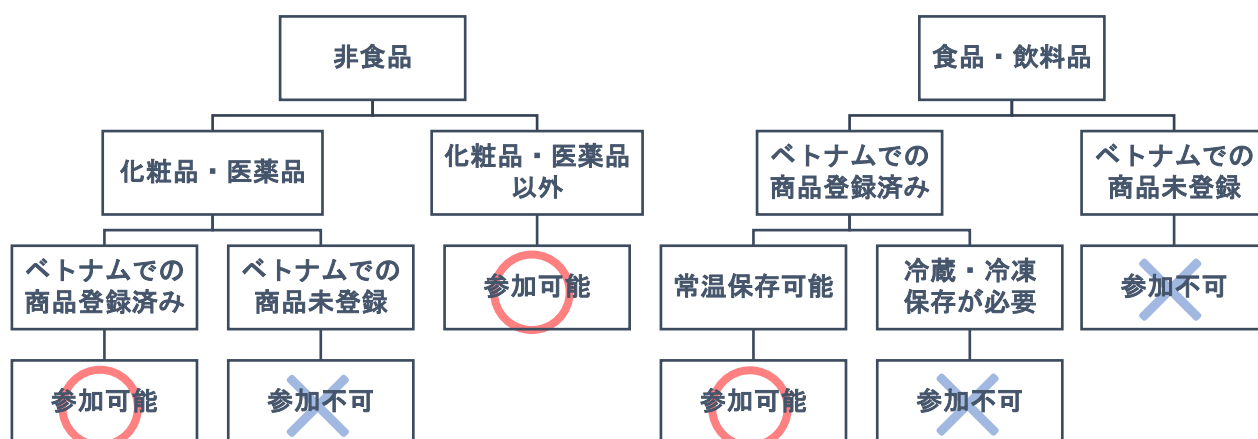 非食品
化粧品・医薬品
化粧品・医薬品
以外
ベトナムでの
商品登録済み
ベトナムでの
商品未登録
参加可能
参加可能
参加不可
食品・飲料品
ベトナムでの
商品登録済み
ベトナムでの
商品未登録
常温保存可能
冷蔵・冷凍
保存が必要
参加不可
参加可能
参加不可